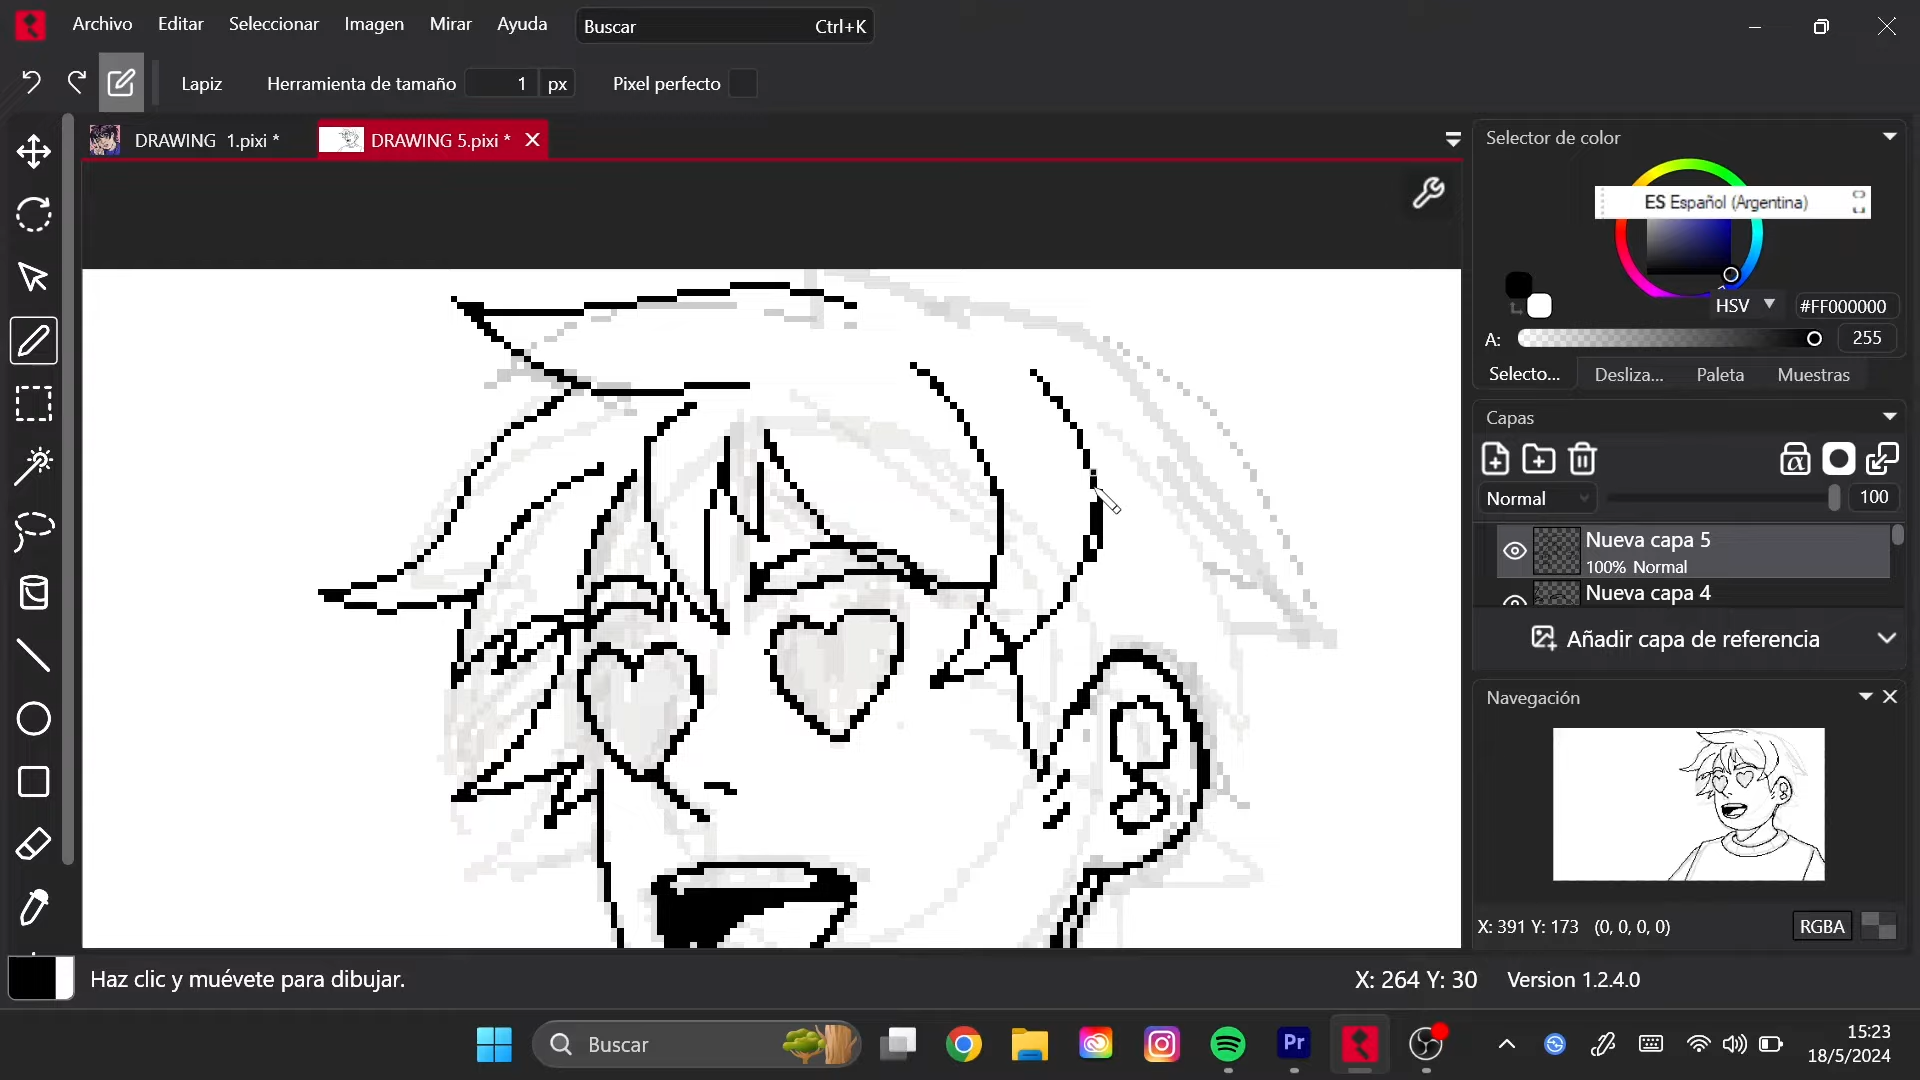 Archivo Editar Seleccionar Imagen Mirar Ayuda Buscar Ctrl+K
Lapiz Herramienta de tamaño 1 px Pixel perfecto
DRAWING 1.pixi * DRAWING 5.pixi *
Selector de color
ES Español (Argentina)
HSV #FF000000
A: 255
Selecto... Desliza... Paleta Muestras
Capas
α
Normal 100
Nueva capa 5
100% Normal
Nueva capa 4
Añadir capa de referencia
Navegación
X: 391 Y: 173 (0, 0, 0, 0) RGBA
Haz clic y muévete para dibujar. X: 264 Y: 30 Version 1.2.4.0
Buscar Pr 15:23
18/5/2024